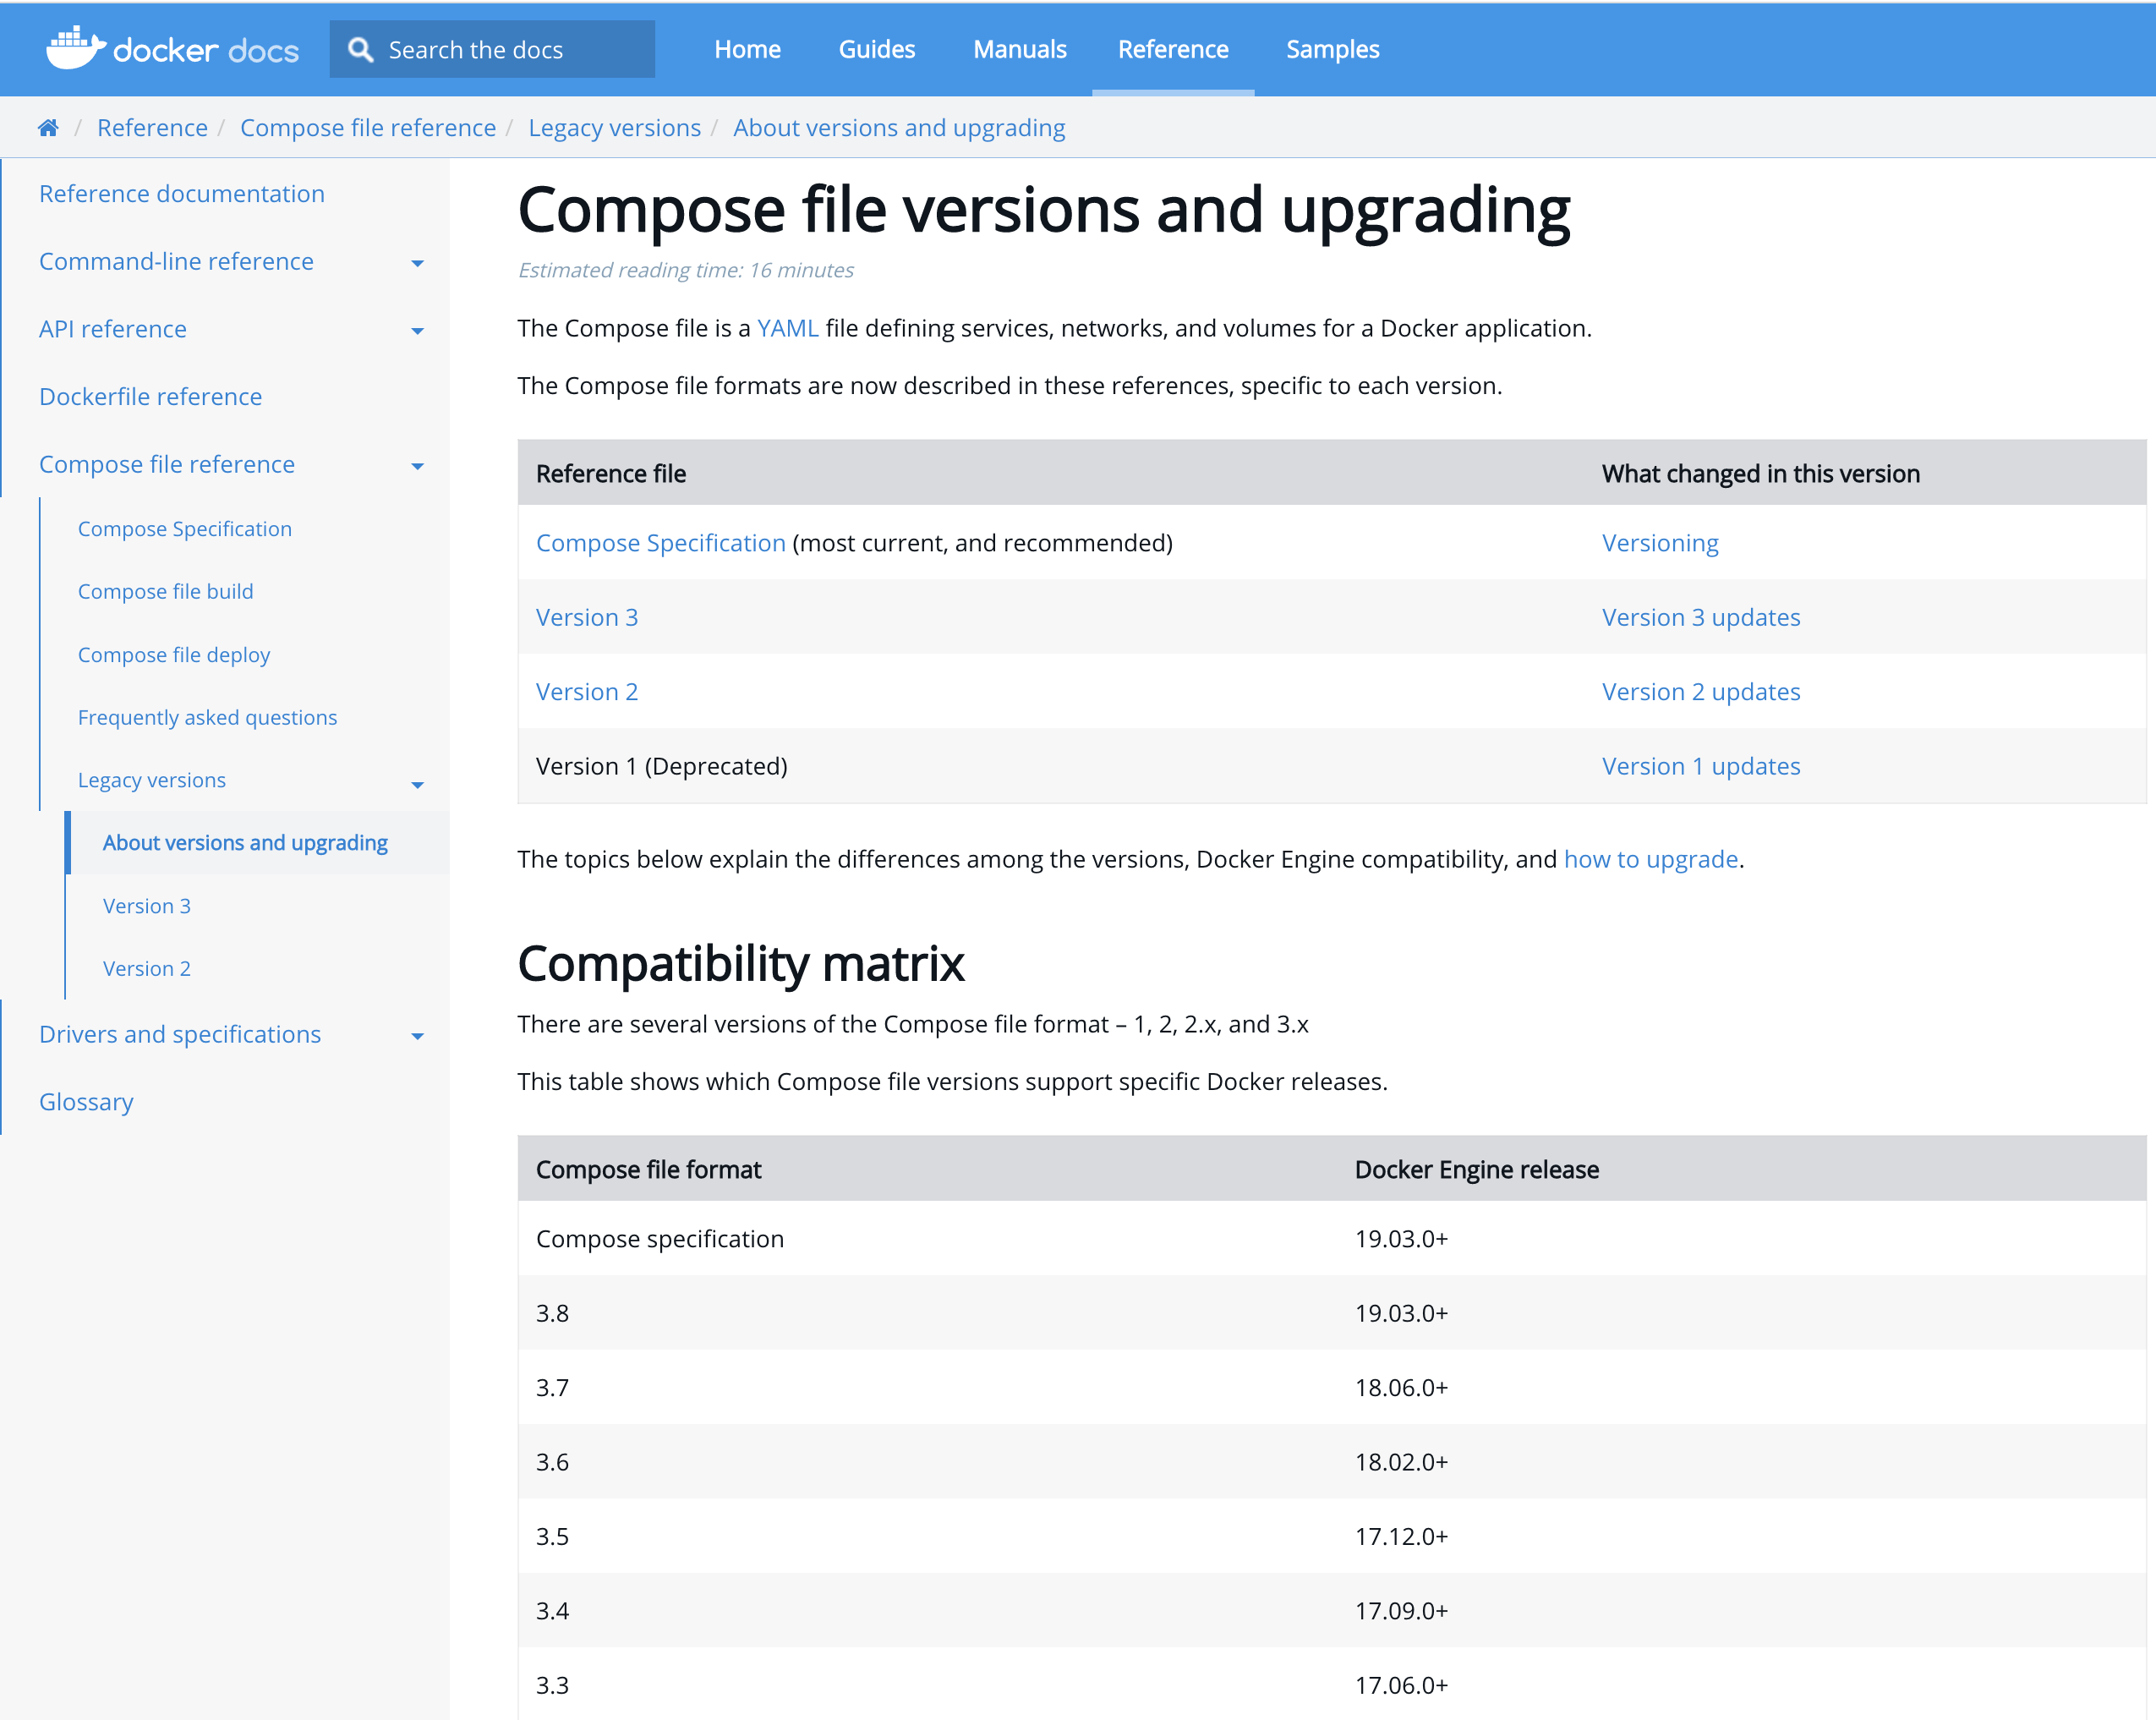 docker docs
Search the docs
Home
Guides
Manuals
Reference
Samples
/ Reference / Compose file reference / Legacy versions / About versions and upgrading
Reference documentation
Command-line reference
API reference
Dockerfile reference
Compose file reference
Compose Specification
Compose file build
Compose file deploy
Frequently asked questions
Legacy versions
About versions and upgrading
Version 3
Version 2
Drivers and specifications
Glossary
Compose file versions and upgrading
Estimated reading time: 16 minutes
The Compose file is a YAML file defining services, networks, and volumes for a Docker application.
The Compose file formats are now described in these references, specific to each version.
Reference file What changed in this version
Compose Specification (most current, and recommended) Versioning
Version 3 Version 3 updates
Version 2 Version 2 updates
Version 1 (Deprecated) Version 1 updates
The topics below explain the differences among the versions, Docker Engine compatibility, and how to upgrade.
Compatibility matrix
There are several versions of the Compose file format – 1, 2, 2.x, and 3.x
This table shows which Compose file versions support specific Docker releases.
Compose file format Docker Engine release
Compose specification 19.03.0+
3.8 19.03.0+
3.7 18.06.0+
3.6 18.02.0+
3.5 17.12.0+
3.4 17.09.0+
3.3 17.06.0+